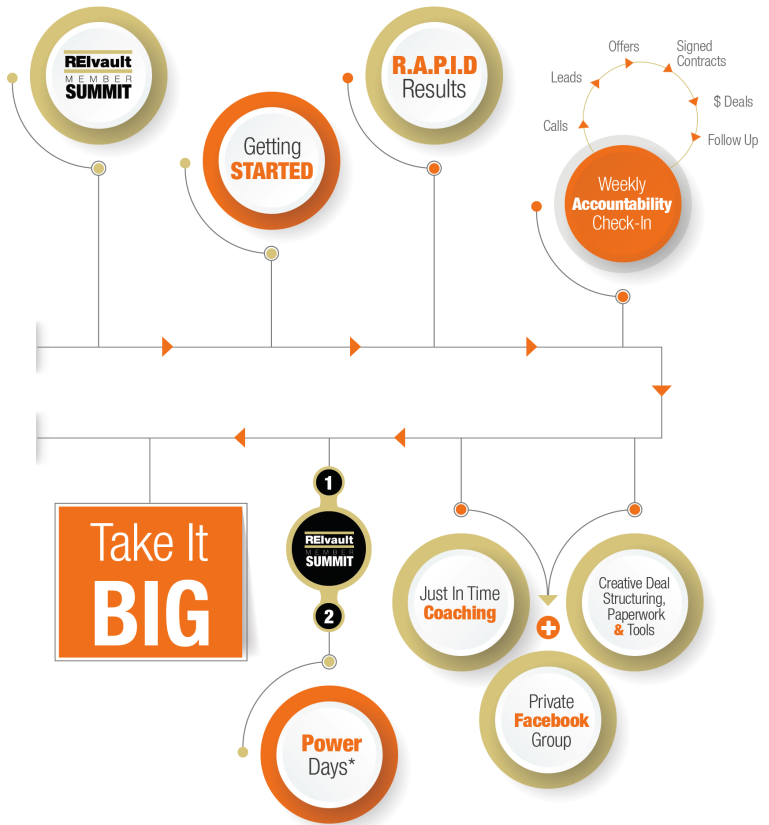 REIvault
MEMBER
SUMMIT
Getting
STARTED
R.A.P.I.D
Results
Calls
Leads
Offers
Signed
Contracts
$ Deals
Follow Up
Weekly
Accountability
Check-In
Take It
BIG
1
REIvault
MEMBER
SUMMIT
2
Power
Days*
Just In Time
Coaching
Creative Deal
Structuring,
Paperwork
& Tools
Private
Facebook
Group